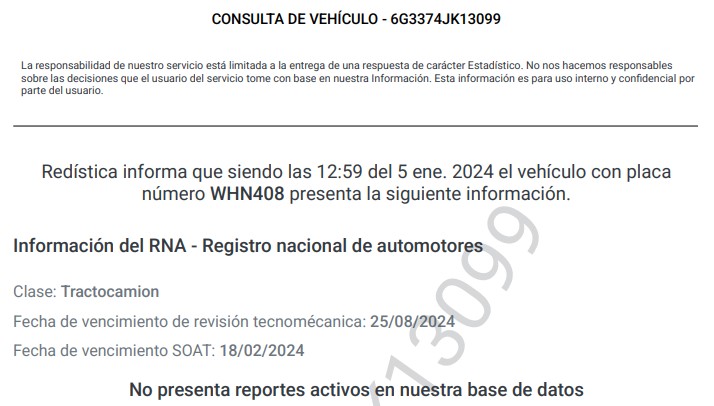 CONSULTA DE VEHÍCULO - 6G3374JK13099
La responsabilidad de nuestro servicio está limitada a la entrega de una respuesta de carácter Estadístico. No nos hacemos responsables
sobre las decisiones que el usuario del servicio tome con base en nuestra Información. Esta información es para uso interno y confidencial por
parte del usuario.
Redística informa que siendo las 12:59 del 5 ene. 2024 el vehículo con placa
número WHN408 presenta la siguiente información.
Información del RNA - Registro nacional de automotores
Clase: Tractocamion
Fecha de vencimiento de revisión tecnomécanica: 25/08/2024
Fecha de vencimiento SOAT: 18/02/2024
No presenta reportes activos en nuestra base de datos
K13099